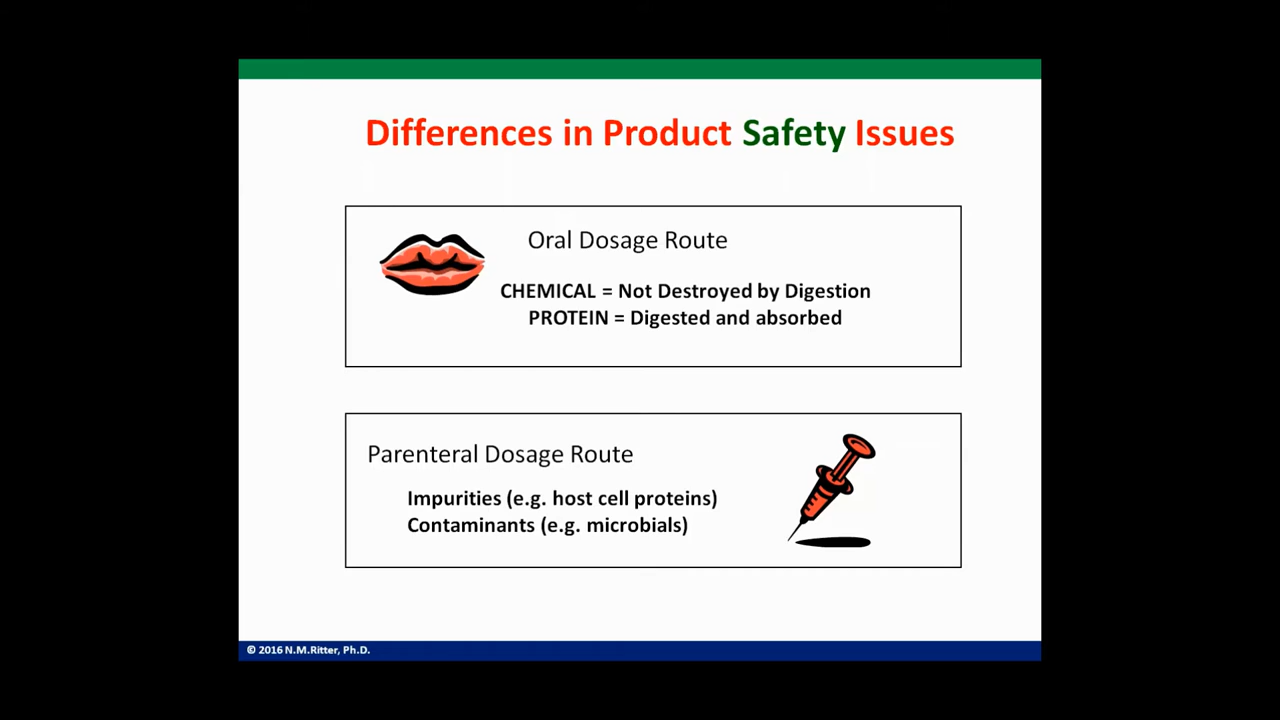 Differences in Product Safety Issues
Oral Dosage Route
CHEMICAL = Not Destroyed by Digestion
PROTEIN = Digested and absorbed
Parenteral Dosage Route
Impurities (e.g. host cell proteins)
Contaminants (e.g. microbials)
© 2016 N.M.Ritter, Ph.D.